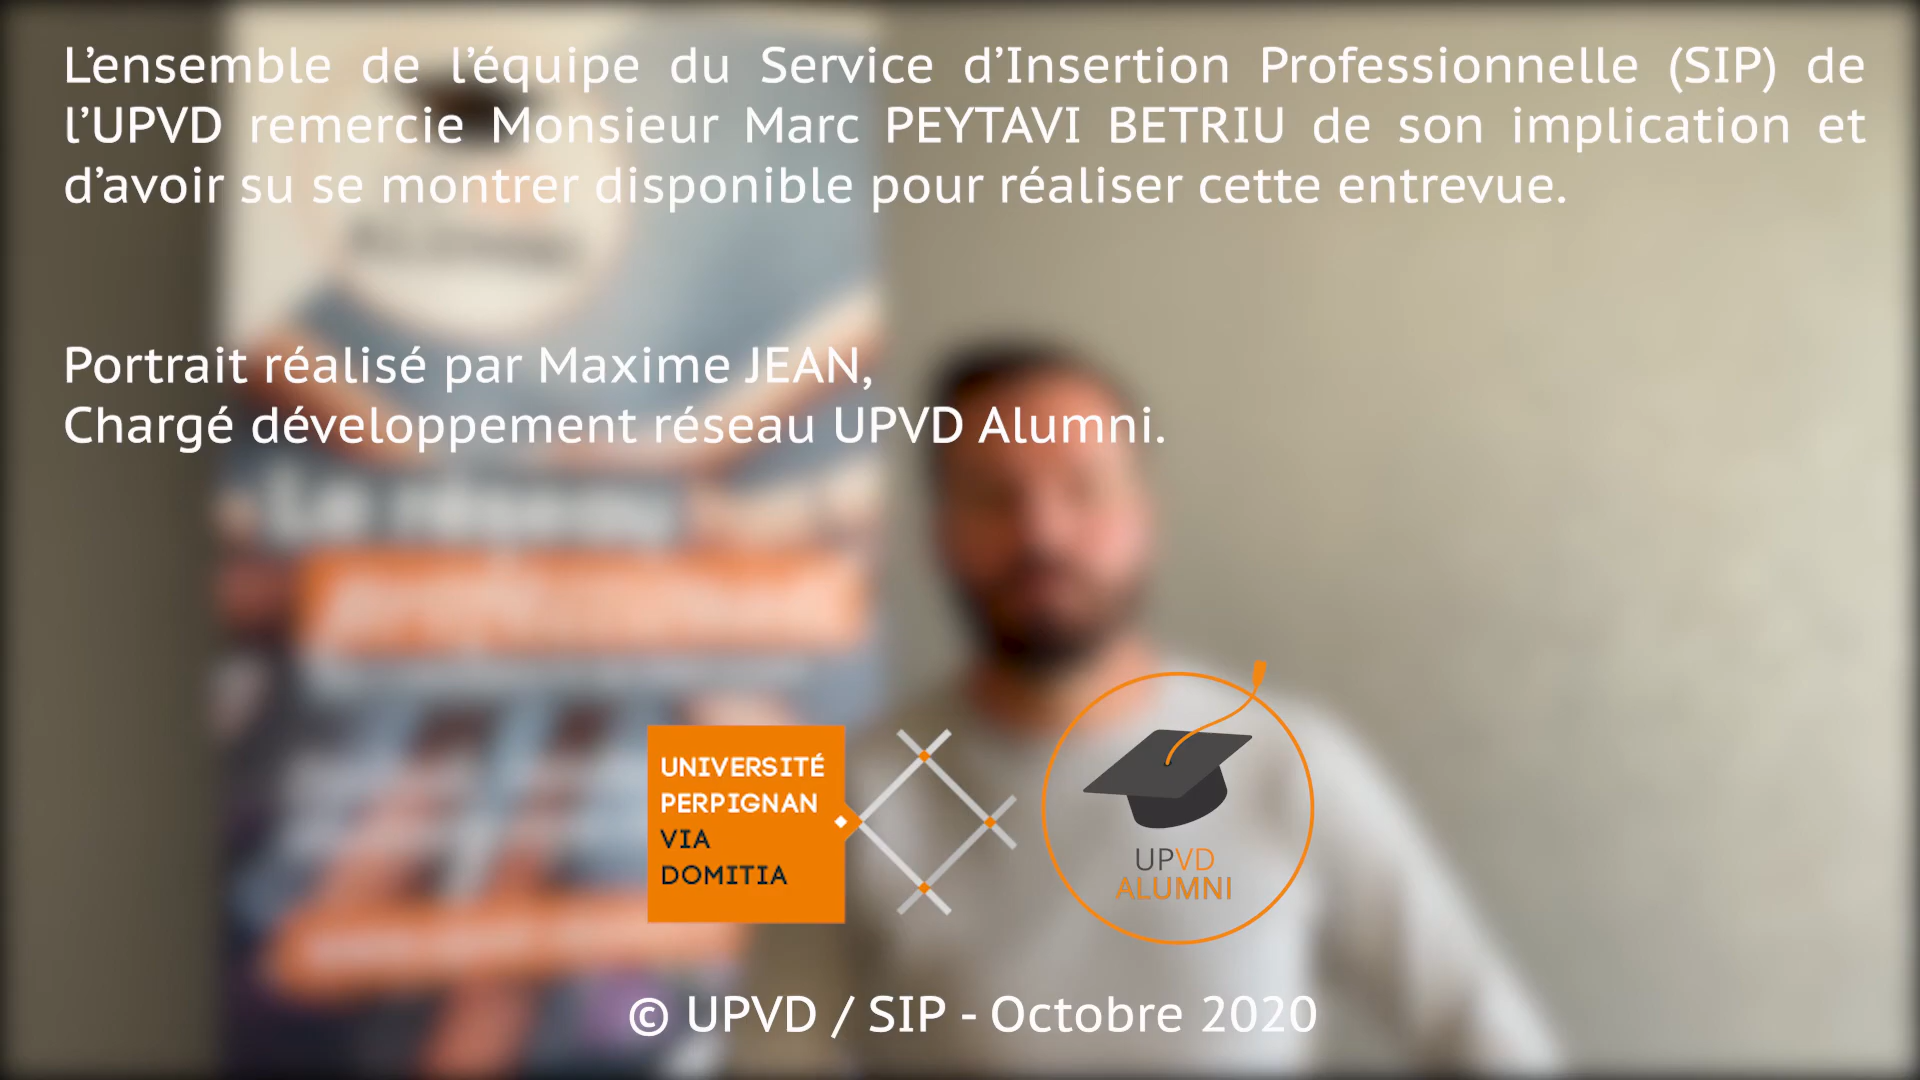 L’ensemble de l’équipe du Service d’Insertion Professionnelle (SIP) de
l’UPVD remercie Monsieur Marc PEYTAVI BETRIU de son implication et
d’avoir su se montrer disponible pour réaliser cette entrevue.
Portrait réalisé par Maxime JEAN,
Chargé développement réseau UPVD Alumni.
Le réseau
UNIVERSITÉ
PERPIGNAN
VIA
DOMITIA
UPVD
ALUMNI
© UPVD / SIP - Octobre 2020